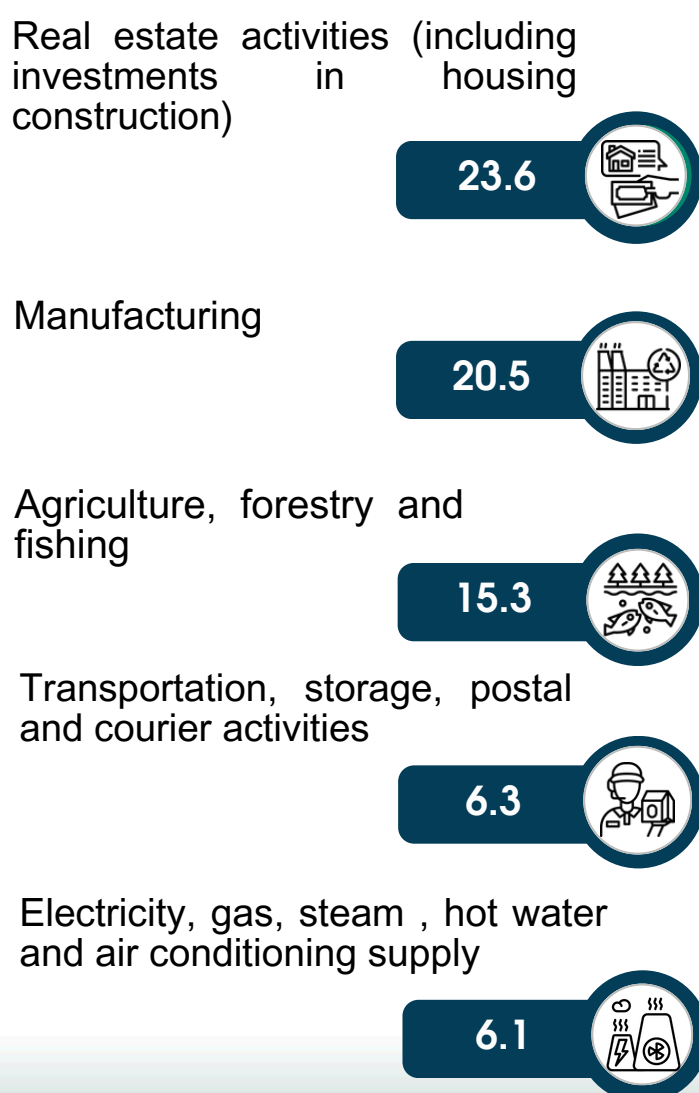 Real estate activities (including
investments in housing
construction)
23.6
Manufacturing
20.5
Agriculture, forestry and
fishing
15.3
Transportation, storage, postal
and courier activities
6.3
Electricity, gas, steam , hot water
and air conditioning supply
6.1